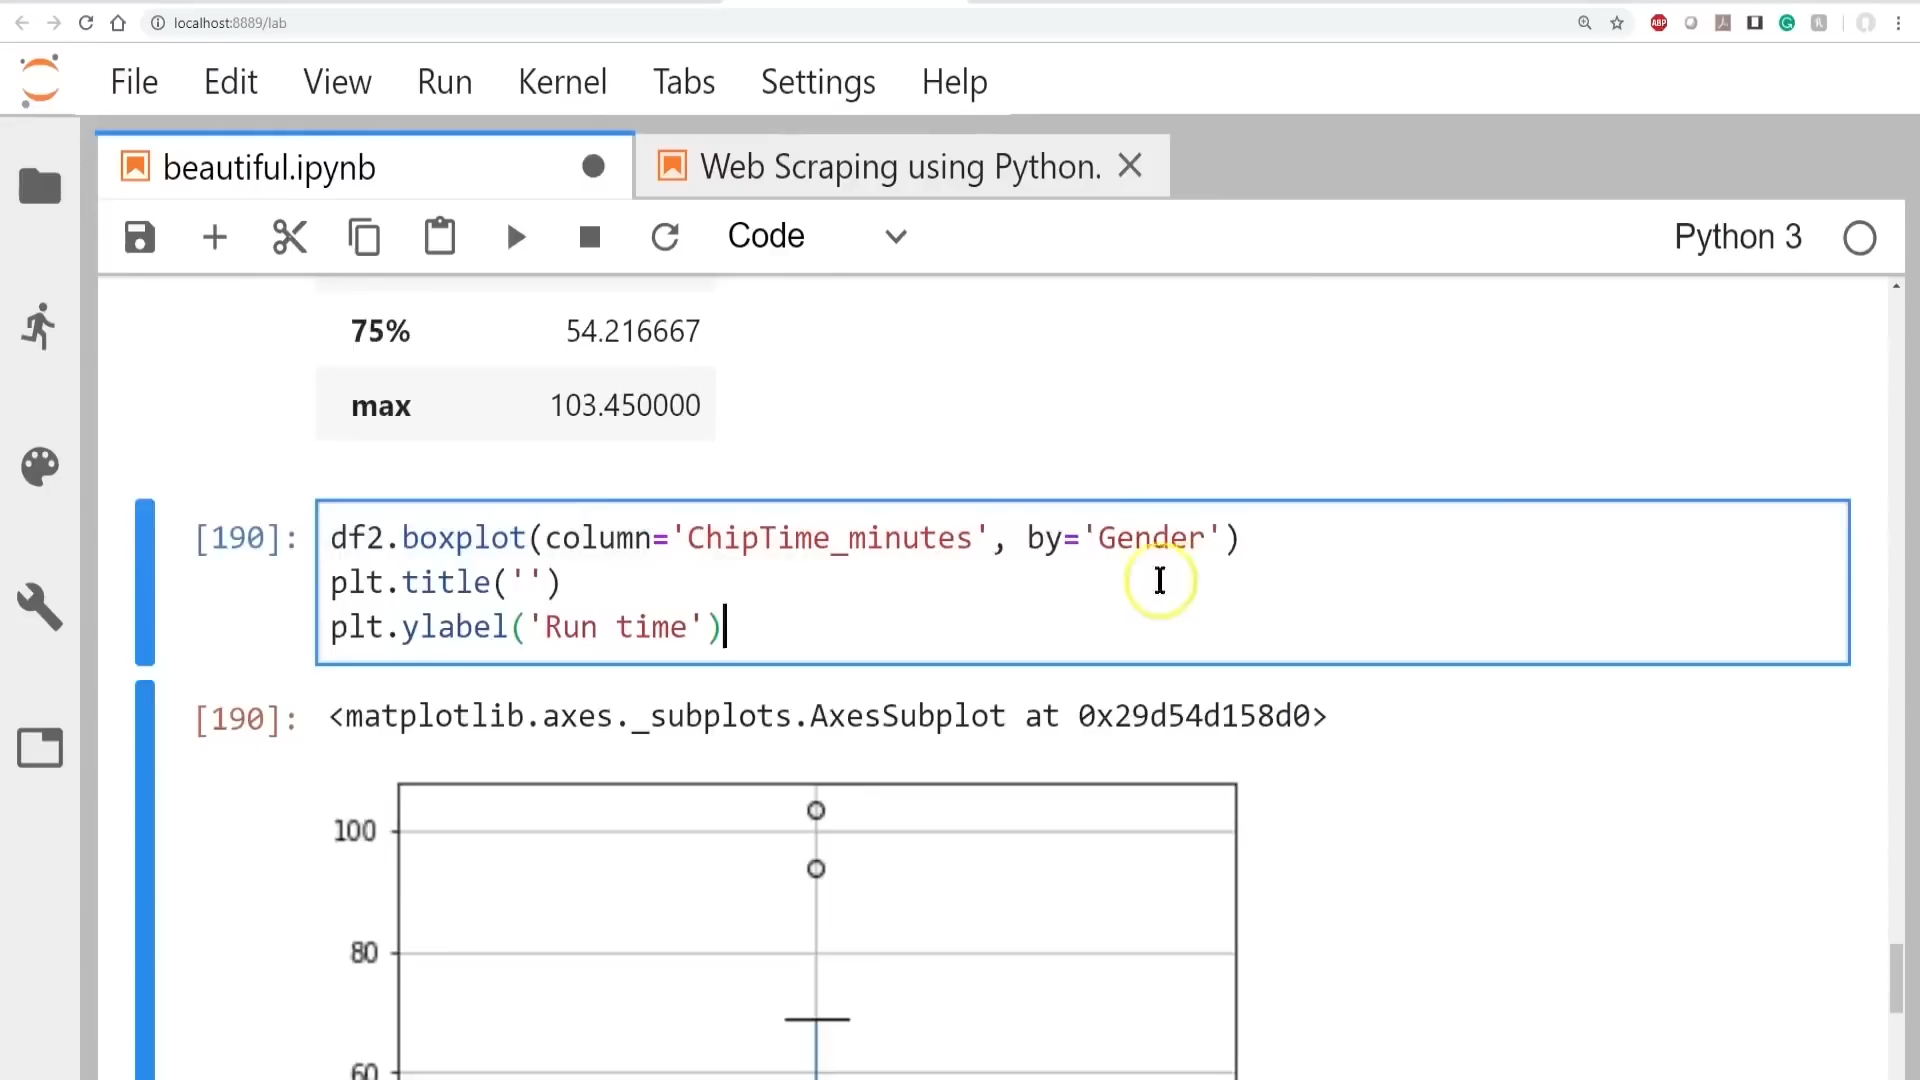 localhost:8889/lab
ABP
File Edit View Run Kernel Tabs Settings Help
beautiful.ipynb
Web Scraping using Python.
Code
Python 3
75% 54.216667
max 103.450000
[190]: df2.boxplot(column='ChipTime_minutes', by='Gender')
plt.title('')
plt.ylabel('Run time')
[190]: <matplotlib.axes._subplots.AxesSubplot at 0x29d54d158d0>
100
80
60